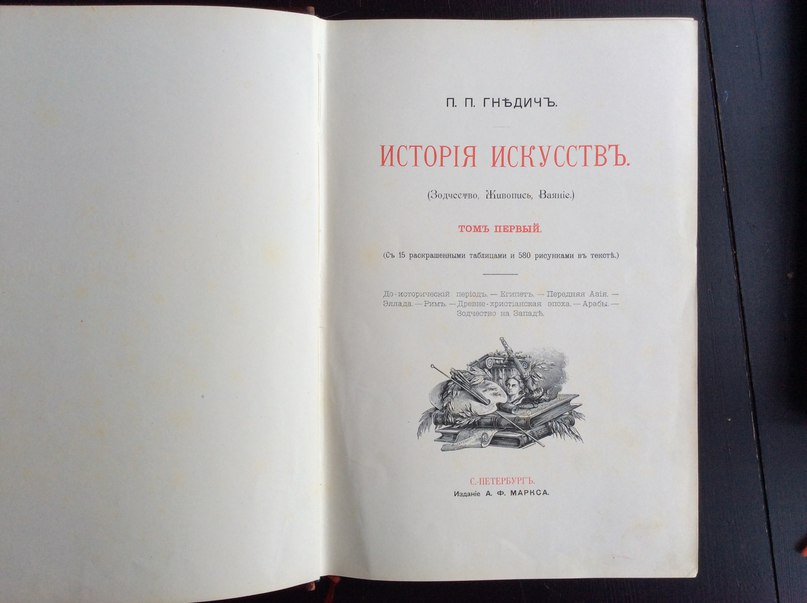 П. П. ГНѢДИЧЪ.
ИСТОРІЯ ИСКУССТВЪ.
(Зодчество, Живопись, Ваяніе.)
ТОМЪ ПЕРВЫЙ.
(Съ 15 раскрашенными таблицами и 580 рисунками въ текстѣ.)
До-историческій періодъ. — Египетъ. — Передняя Азія. —
Эллада. — Римъ. — Древне-христіанская эпоха. — Арабы. —
Зодчество на Западѣ.
С.-ПЕТЕРБУРГЪ.
Изданіе А. Ф. МАРКСА.